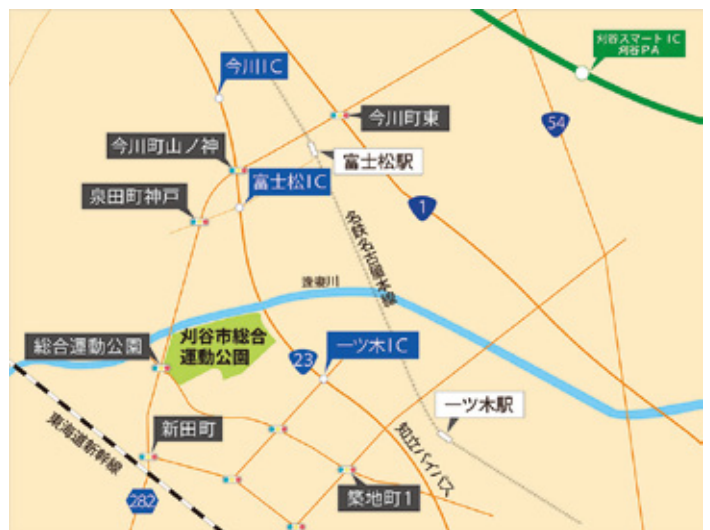 刈谷スマートIC
刈谷PA
今川IC
54
今川町東
今川町山ノ神
富士松駅
富士松IC
泉田町神戸
1
名鉄名古屋本線
逢妻川
総合運動公園
刈谷市総合
運動公園
23
一ツ木IC
一ツ木駅
東海道新幹線
新田町
知立バイパス
282
築地町1